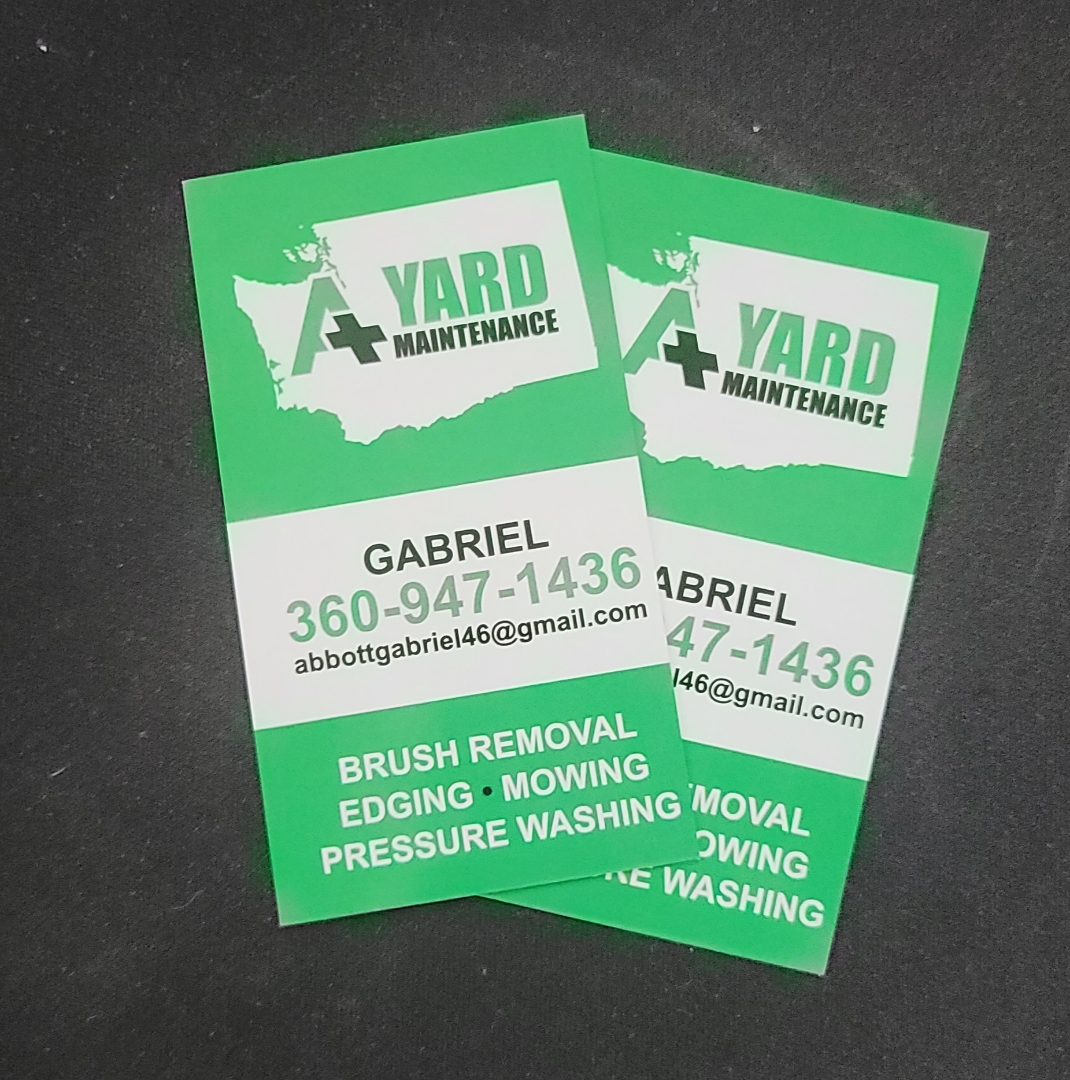 A+ YARD
MAINTENANCE
GABRIEL
360-947-1436
abbottgabriel46@gmail.com
BRUSH REMOVAL
EDGING • MOWING
PRESSURE WASHING
A+ YARD
MAINTENANCE
ABRIEL
47-1436
l46@gmail.com
MOVAL
OWING
RE WASHING